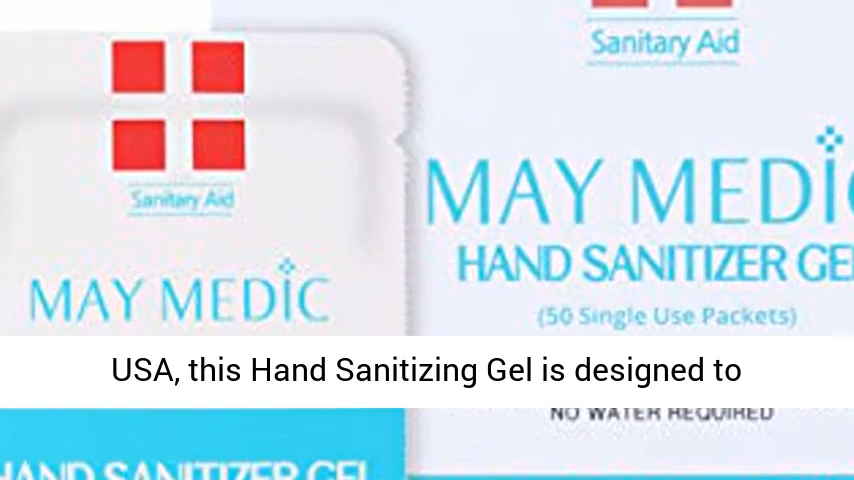 Sanitary Aid
MAY MEDIC
HAND SANITIZER GEL
Sanitary Aid
MAY MEDIC
HAND SANITIZER GE
(50 Single Use Packets)
NO WATER REQUIRED
USA, this Hand Sanitizing Gel is designed to